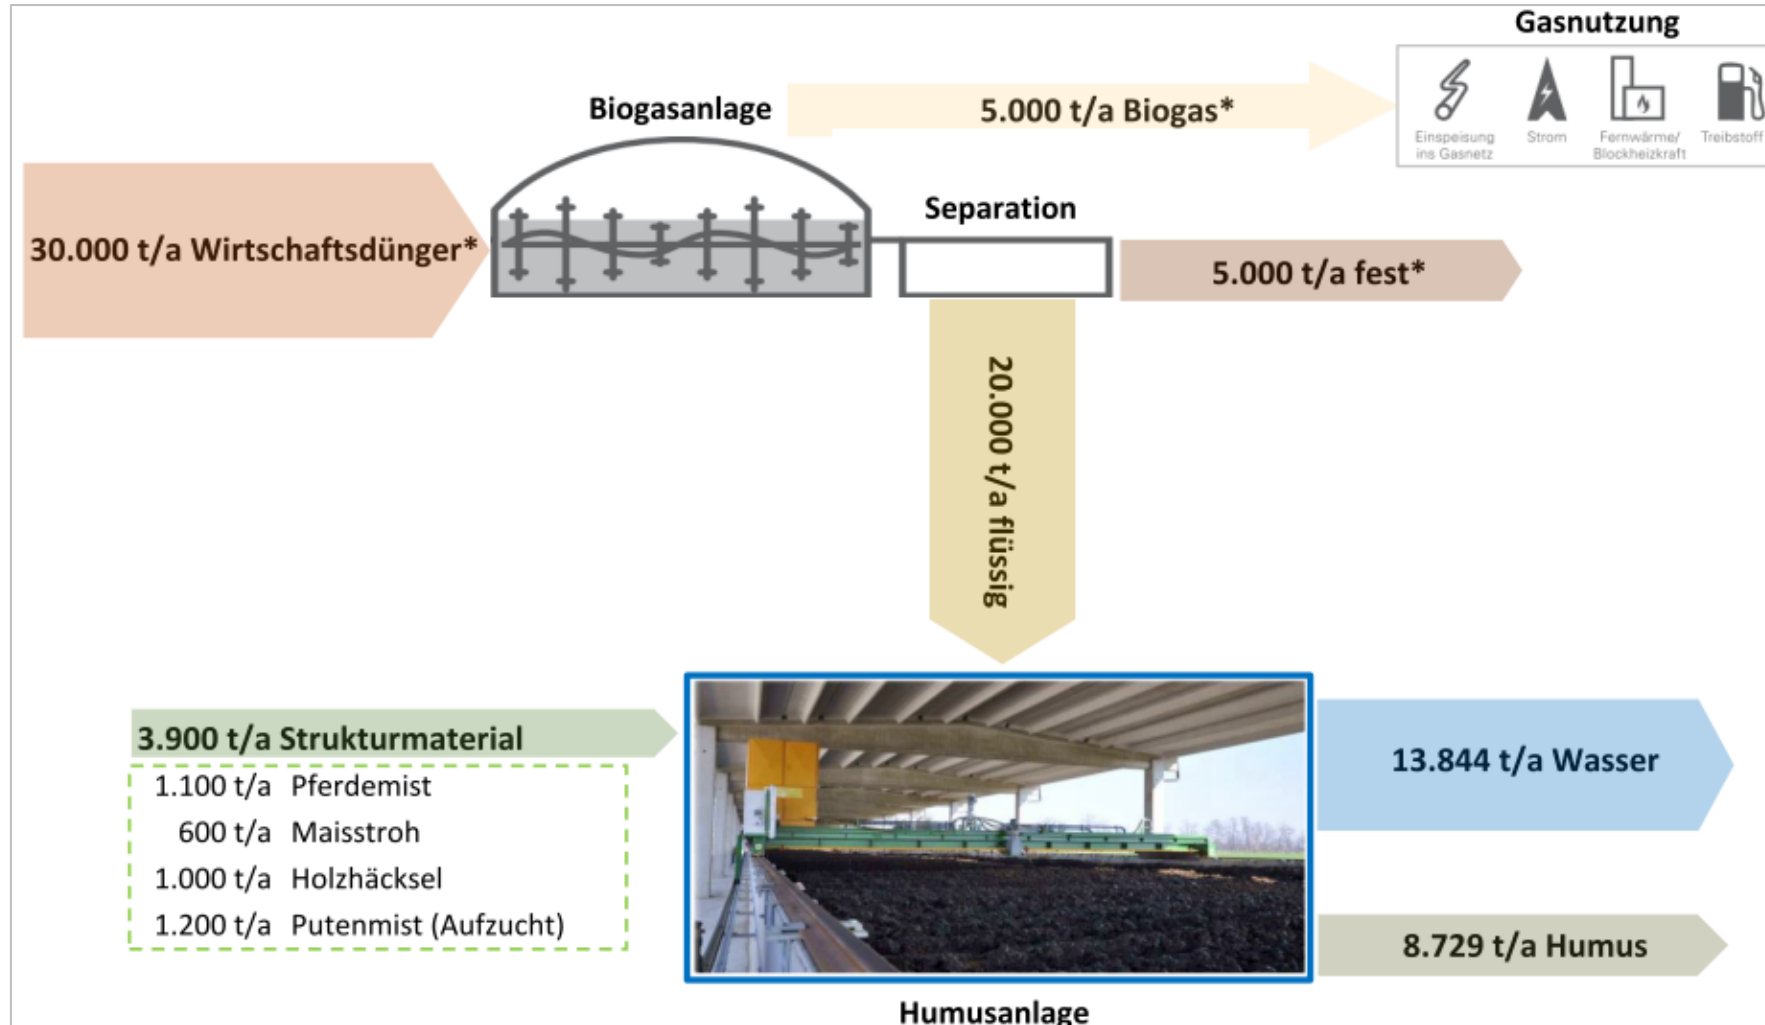 Gasnutzung
Biogasanlage
5.000 t/a Biogas*
Einspeisung
ins Gasnetz
Strom
Fernwärme/
Blockheizkraft
Treibstoff
30.000 t/a Wirtschaftsdünger*
Separation
5.000 t/a fest*
20.000 t/a flüssig
3.900 t/a Strukturmaterial
1.100 t/a Pferdemist
600 t/a Maisstroh
1.000 t/a Holzhäcksel
1.200 t/a Putenmist (Aufzucht)
13.844 t/a Wasser
8.729 t/a Humus
Humusanlage